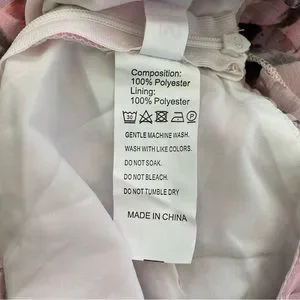 Composition:
100% Polyester
Lining:
100% Polyester
30 P
GENTLE MACHINE WASH.
WASH WITH LIKE COLORS.
DO NOT SOAK.
DO NOT BLEACH.
DO NOT TUMBLE DRY
MADE IN CHINA